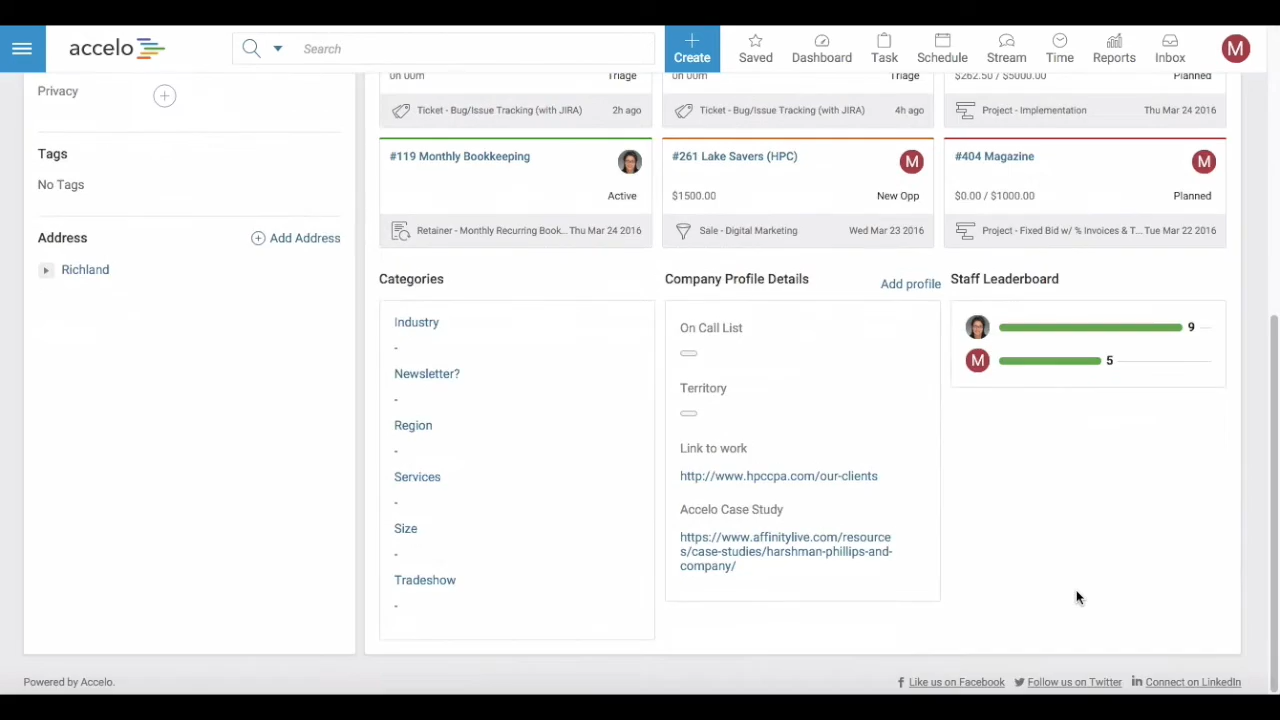 accelo
Search
Create
Saved
Dashboard
Task
Schedule
Stream
Time
Reports
Inbox
M
Privacy
Tags
No Tags
Address
Add Address
Richland
0h 00m
Triage
Ticket - Bug/Issue Tracking (with JIRA)
2h ago
0h 00m
Triage
Ticket - Bug/Issue Tracking (with JIRA)
4h ago
$262.50 / $5000.00
Planned
Project - Implementation
Thu Mar 24 2016
#119 Monthly Bookkeeping
Active
Retainer - Monthly Recurring Book... Thu Mar 24 2016
#261 Lake Savers (HPC)
M
$1500.00
New Opp
Sale - Digital Marketing
Wed Mar 23 2016
#404 Magazine
M
$0.00 / $1000.00
Planned
Project - Fixed Bid w/ % Invoices & T... Tue Mar 22 2016
Categories
Industry
-
Newsletter?
-
Region
-
Services
-
Size
-
Tradeshow
-
Company Profile Details
Add profile
On Call List
Territory
Link to work
http://www.hpccpa.com/our-clients
Accelo Case Study
https://www.affinitylive.com/resource
s/case-studies/harshman-phillips-and-
company/
Staff Leaderboard
9
M
5
Powered by Accelo.
Like us on Facebook
Follow us on Twitter
Connect on LinkedIn